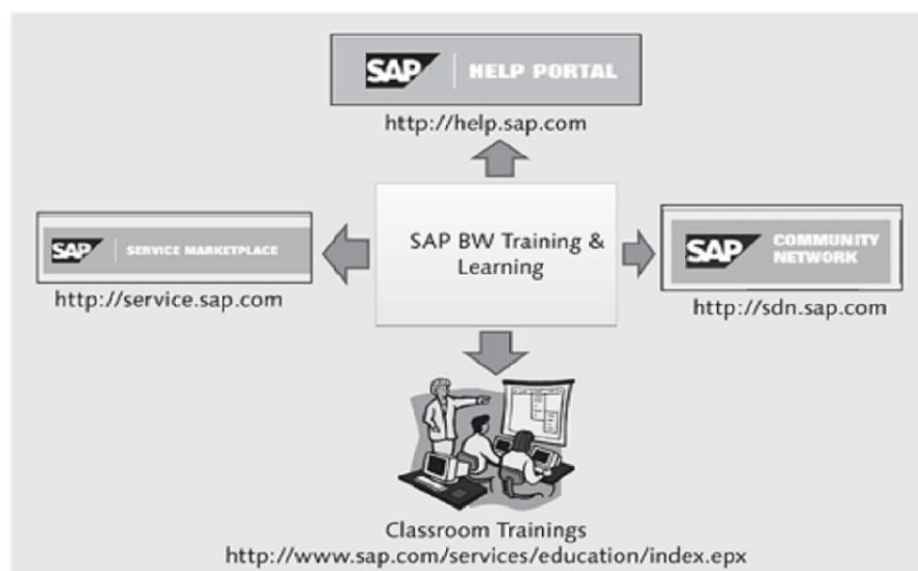 SAP HELP PORTAL
http://help.sap.com
SAP BW Training &
Learning
SAP SERVICE MARKETPLACE
http://service.sap.com
SAP COMMUNITY
NETWORK
http://sdn.sap.com
Classroom Trainings
http://www.sap.com/services/education/index.epx